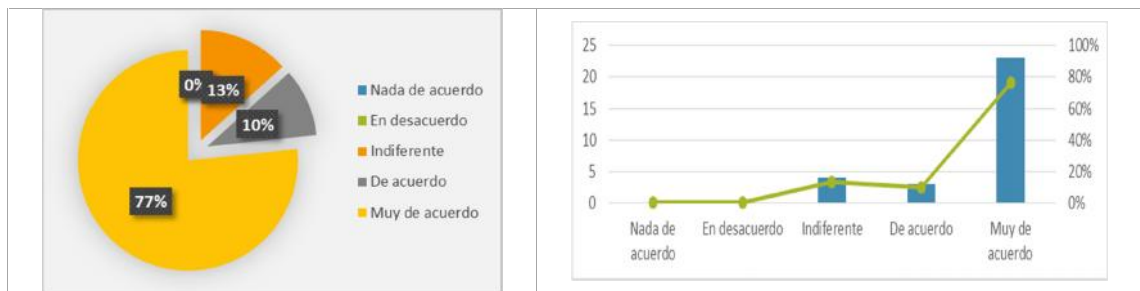 0%
13%
10%
77%
Nada de acuerdo
En desacuerdo
Indiferente
De acuerdo
Muy de acuerdo
25
20
15
10
5
0
100%
80%
60%
40%
20%
0%
Nada de
acuerdo
En desacuerdo
Indiferente
De acuerdo
Muy de
acuerdo